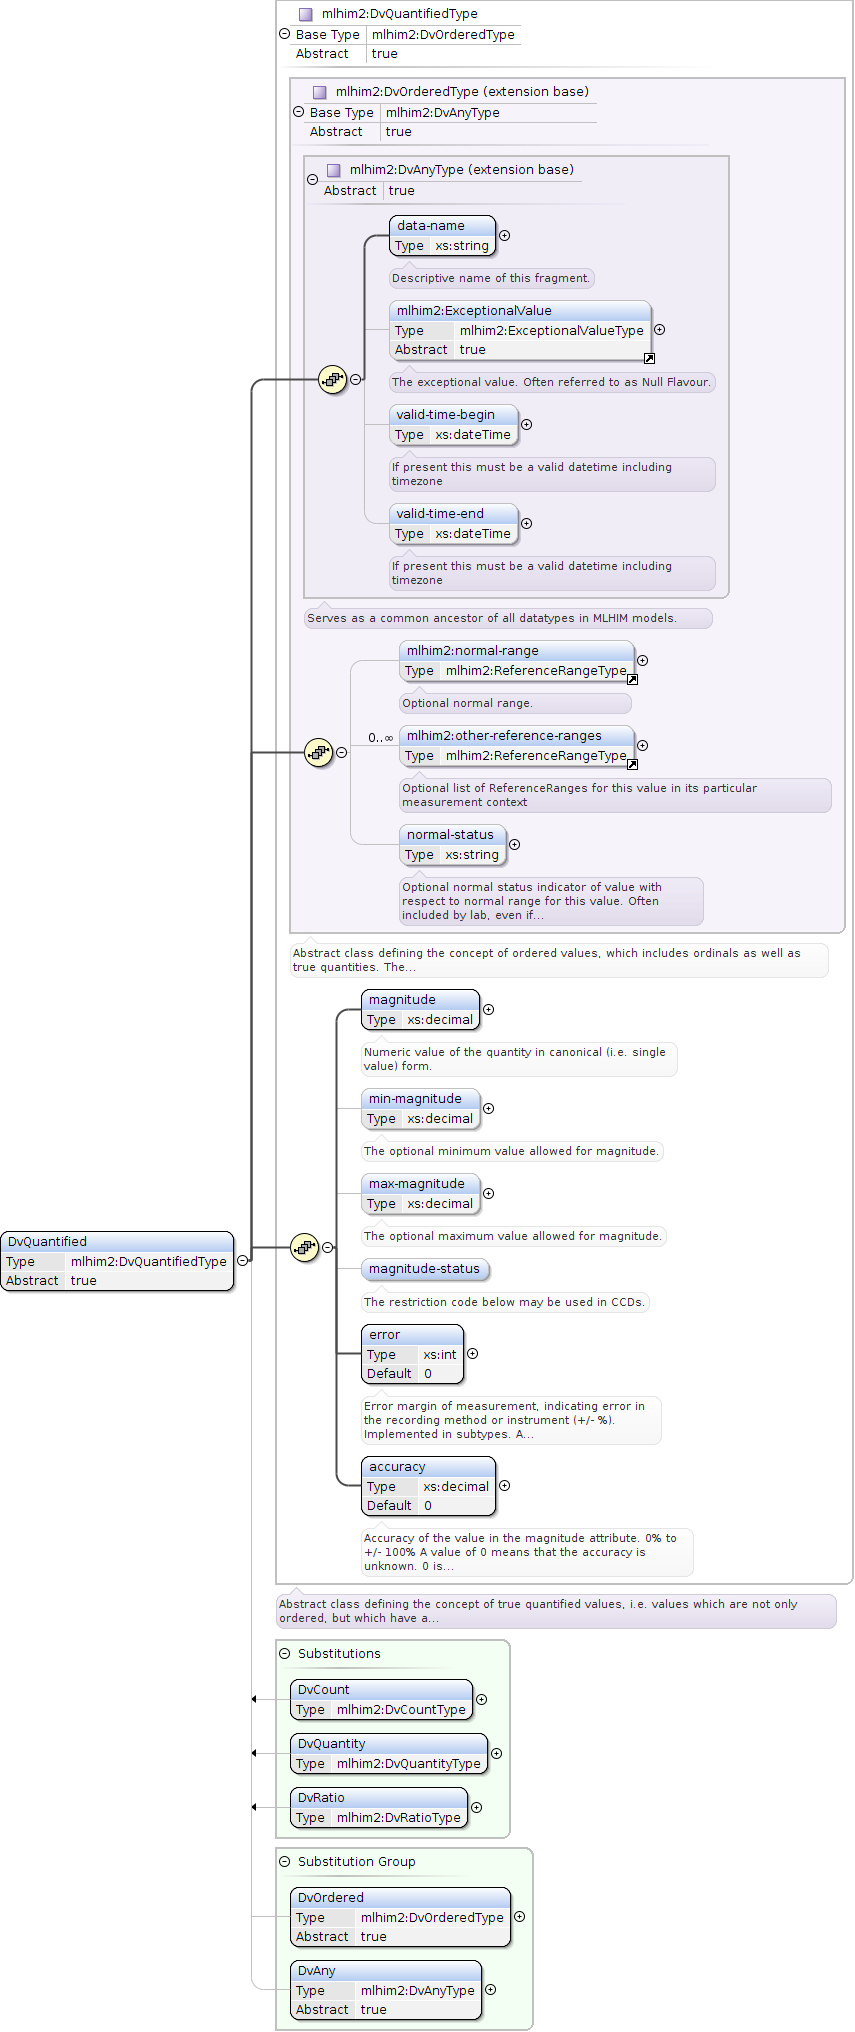 mlhim2:DvQuantifiedType
Base Type mlhim2:DvOrderedType
Abstract true
mlhim2:DvOrderedType (extension base)
Base Type mlhim2:DvAnyType
Abstract true
mlhim2:DvAnyType (extension base)
Abstract true
data-name
Type xs:string
Descriptive name of this fragment.
mlhim2:ExceptionalValue
Type mlhim2:ExceptionalValueType
Abstract true
The exceptional value. Often referred to as Null Flavour.
valid-time-begin
Type xs:dateTime
If present this must be a valid datetime including
timezone
valid-time-end
Type xs:dateTime
If present this must be a valid datetime including
timezone
Serves as a common ancestor of all datatypes in MLHIM models.
mlhim2:normal-range
Type mlhim2:ReferenceRangeType
Optional normal range.
0..∞
mlhim2:other-reference-ranges
Type mlhim2:ReferenceRangeType
Optional list of ReferenceRanges for this value in its particular
measurement context
normal-status
Type xs:string
Optional normal status indicator of value with
respect to normal range for this value. Often
included by lab, even if...
Abstract class defining the concept of ordered values, which includes ordinals as well as
true quantities. The...
magnitude
Type xs:decimal
Numeric value of the quantity in canonical (i.e. single
value) form.
min-magnitude
Type xs:decimal
The optional minimum value allowed for magnitude.
max-magnitude
Type xs:decimal
The optional maximum value allowed for magnitude.
DvQuantified
Type mlhim2:DvQuantifiedType
Abstract true
magnitude-status
The restriction code below may be used in CCDs.
error
Type xs:int
Default 0
Error margin of measurement, indicating error in
the recording method or instrument (+/- %).
Implemented in subtypes. A...
accuracy
Type xs:decimal
Default 0
Accuracy of the value in the magnitude attribute. 0% to
+/- 100% A value of 0 means that the accuracy is
unknown. 0 is...
Abstract class defining the concept of true quantified values, i.e. values which are not only
ordered, but which have a...
Substitutions
DvCount
Type mlhim2:DvCountType
DvQuantity
Type mlhim2:DvQuantityType
DvRatio
Type mlhim2:DvRatioType
Substitution Group
DvOrdered
Type mlhim2:DvOrderedType
Abstract true
DvAny
Type mlhim2:DvAnyType
Abstract true